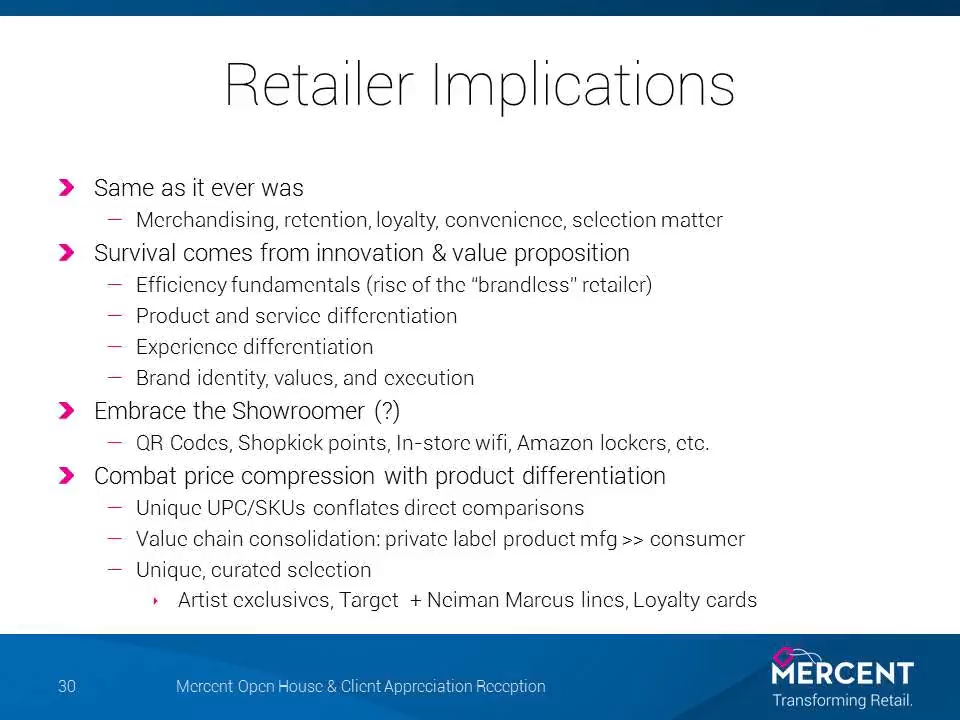 Retailer Implications
Same as it ever was
– Merchandising, retention, loyalty, convenience, selection matter
Survival comes from innovation & value proposition
– Efficiency fundamentals (rise of the “brandless” retailer)
– Product and service differentiation
– Experience differentiation
– Brand identity, values, and execution
Embrace the Showroomer (?)
– QR Codes, Shopkick points, In-store wifi, Amazon lockers, etc.
Combat price compression with product differentiation
– Unique UPC/SKUs conflates direct comparisons
– Value chain consolidation: private label product mfg >> consumer
– Unique, curated selection
Artist exclusives, Target + Neiman Marcus lines, Loyalty cards
30 Mercent Open House & Client Appreciation Reception
MERCENT
Transforming Retail.